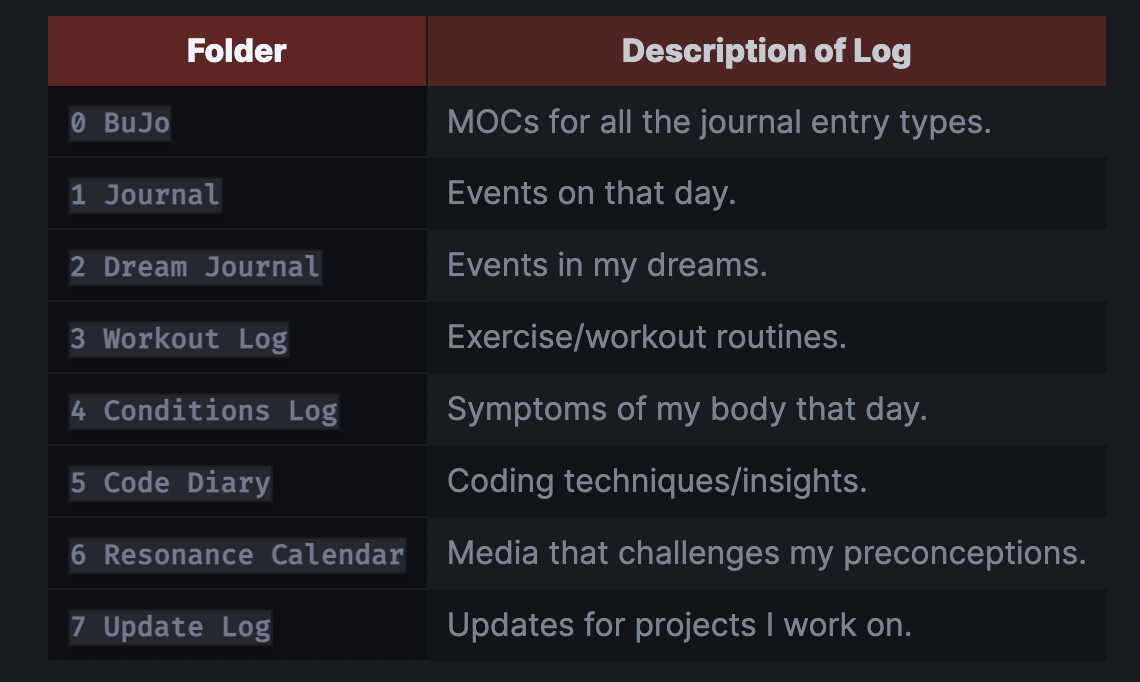 Folder Description of Log
0 BuJo MOCs for all the journal entry types.
1 Journal Events on that day.
2 Dream Journal Events in my dreams.
3 Workout Log Exercise/workout routines.
4 Conditions Log Symptoms of my body that day.
5 Code Diary Coding techniques/insights.
6 Resonance Calendar Media that challenges my preconceptions.
7 Update Log Updates for projects I work on.